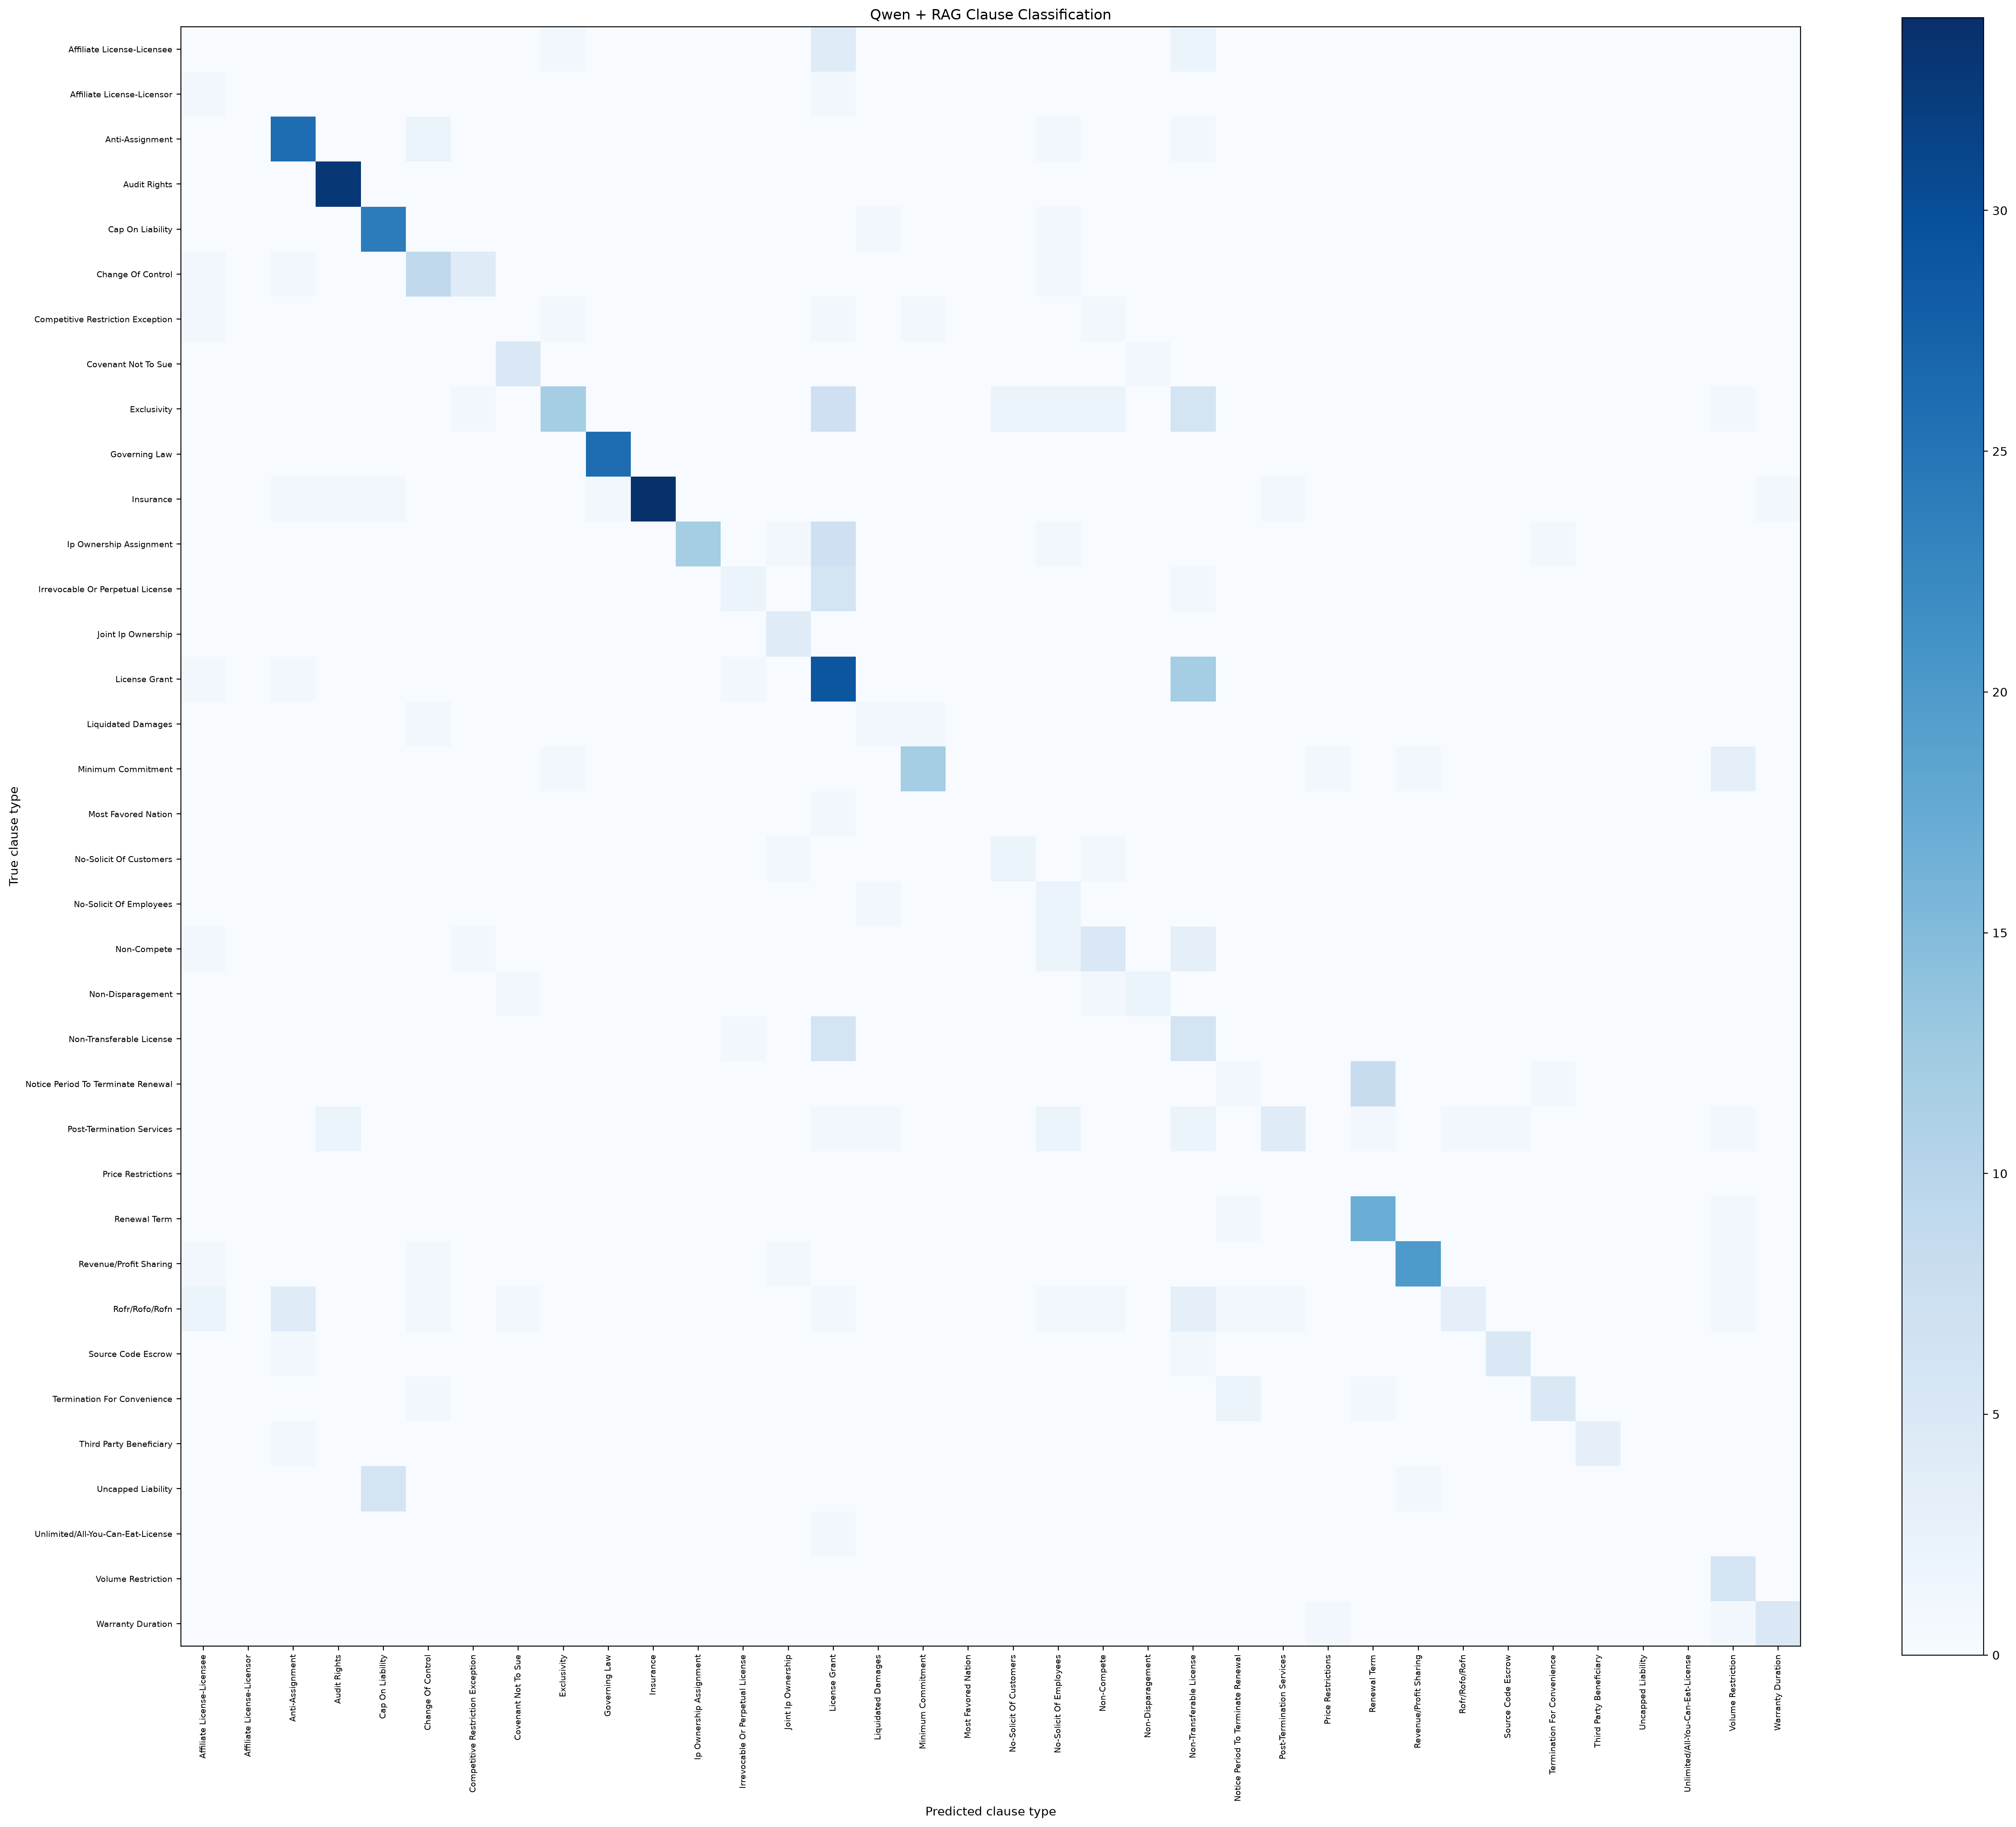 Qwen + RAG Clause Classification
True clause type
Affiliate License-Licensee
Affiliate License-Licensor
Anti-Assignment
Audit Rights
Cap On Liability
Change Of Control
Competitive Restriction Exception
Covenant Not To Sue
Exclusivity
Governing Law
Insurance
Ip Ownership Assignment
Irrevocable Or Perpetual License
Joint Ip Ownership
License Grant
Liquidated Damages
Minimum Commitment
Most Favored Nation
No-Solicit Of Customers
No-Solicit Of Employees
Non-Compete
Non-Disparagement
Non-Transferable License
Notice Period To Terminate Renewal
Post-Termination Services
Price Restrictions
Renewal Term
Revenue/Profit Sharing
Rofr/Rofo/Rofn
Source Code Escrow
Termination For Convenience
Third Party Beneficiary
Uncapped Liability
Unlimited/All-You-Can-Eat-License
Volume Restriction
Warranty Duration
Affiliate License-Licensee
Affiliate License-Licensor
Anti-Assignment
Audit Rights
Cap On Liability
Change Of Control
Competitive Restriction Exception
Covenant Not To Sue
Exclusivity
Governing Law
Insurance
Ip Ownership Assignment
Irrevocable Or Perpetual License
Joint Ip Ownership
License Grant
Liquidated Damages
Minimum Commitment
Most Favored Nation
No-Solicit Of Customers
No-Solicit Of Employees
Non-Compete
Non-Disparagement
Non-Transferable License
Notice Period To Terminate Renewal
Post-Termination Services
Price Restrictions
Renewal Term
Revenue/Profit Sharing
Rofr/Rofo/Rofn
Source Code Escrow
Termination For Convenience
Third Party Beneficiary
Uncapped Liability
Unlimited/All-You-Can-Eat-License
Volume Restriction
Warranty Duration
Predicted clause type
30
25
20
15
10
5
0